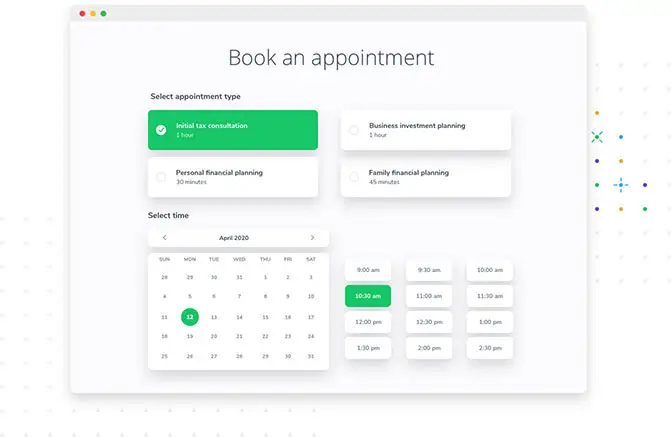 Book an appointment
Select appointment type
Initial tax consultation
1 hour
Business investment planning
1 hour
Personal financial planning
30 minutes
Family financial planning
45 minutes
Select time
April 2020
SUN MON TUE WED THU FRI SAT
28 29 30 31 1 2 3
4 5 6 7 8 9 10
11 12 13 14 15 16 17
18 19 20 21 22 23 24
25 26 27 28 29 30 31
9:00 am 9:30 am 10:00 am
10:30 am 11:00 am 11:30 am
12:00 pm 12:30 pm 1:00 pm
1:30 pm 2:00 pm 2:30 pm